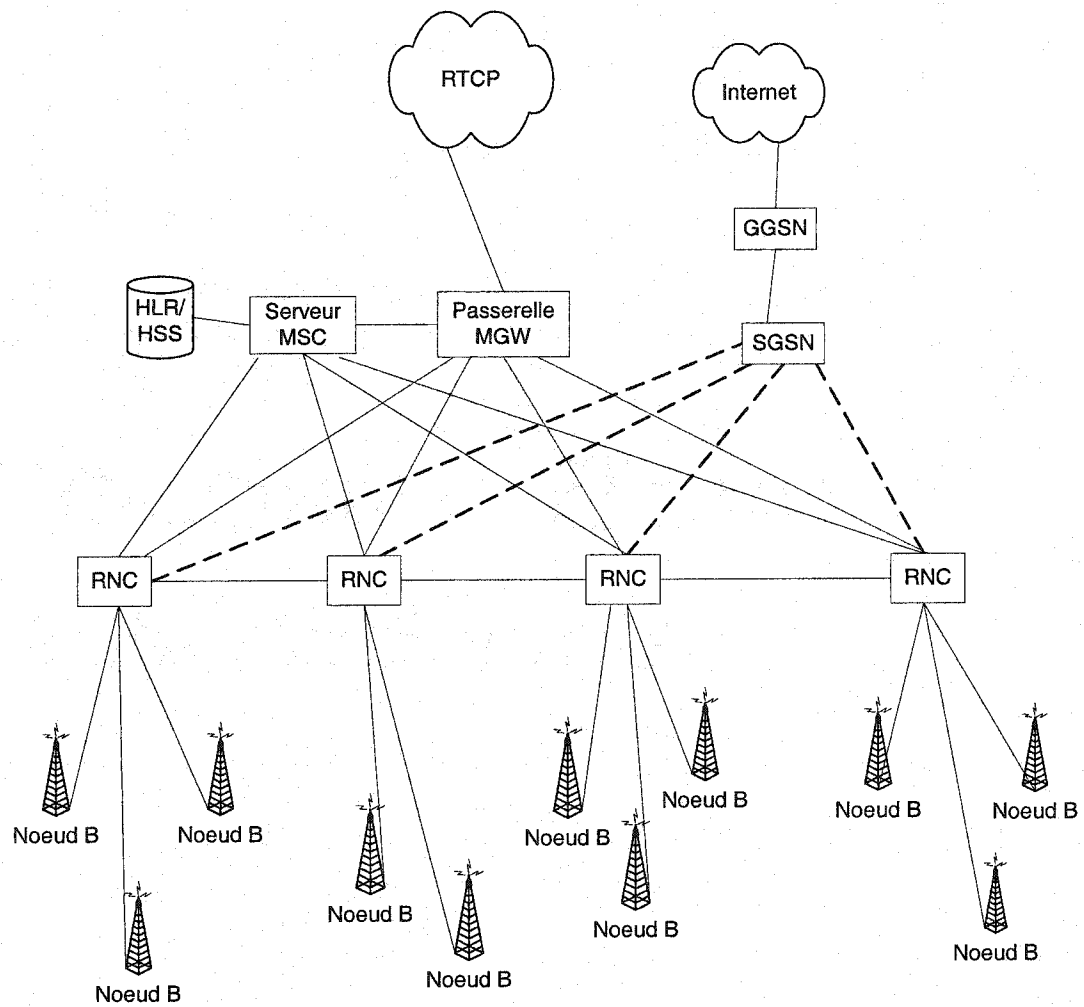 RTCP
Internet
GGSN
HLR/
HSS
Serveur
MSC
Passerelle
MGW
SGSN
RNC
RNC
RNC
RNC
Noeud B
Noeud B
Noeud B
Noeud B
Noeud B
Noeud B
Noeud B
Noeud B
Noeud B
Noeud B
Noeud B